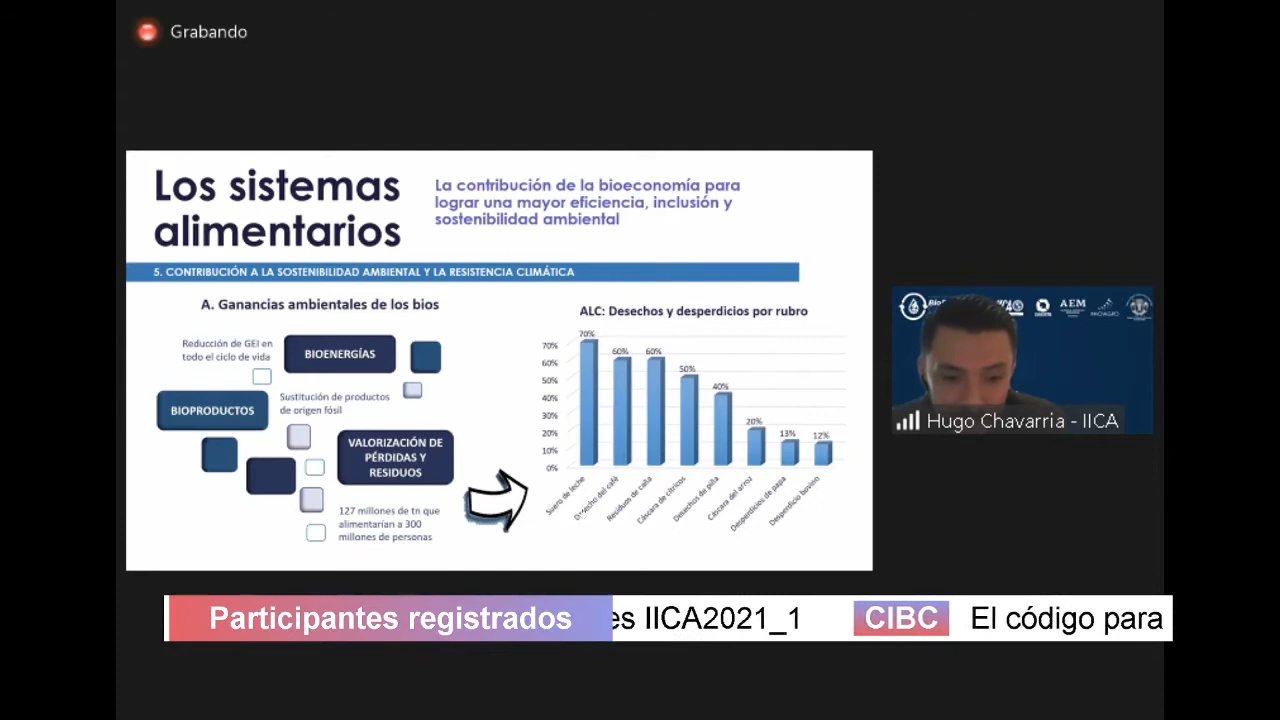 Grabando
Los sistemas
alimentarios
La contribución de la bioeconomía para
lograr una mayor eficiencia, inclusión y
sostenibilidad ambiental
5. CONTRIBUCIÓN A LA SOSTENIBILIDAD AMBIENTAL Y LA RESISTENCIA CLIMÁTICA
A. Ganancias ambientales de los bios
Reducción de GEI en
todo el ciclo de vida
BIOENERGÍAS
BIOPRODUCTOS
Sustitución de productos
de origen fósil
VALORIZACIÓN DE
PÉRDIDAS Y
RESIDUOS
127 millones de tn que
alimentarían a 300
millones de personas
ALC: Desechos y desperdicios por rubro
70%
60%
50%
40%
30%
20%
10%
0%
70%
60%
60%
50%
40%
20%
13%
12%
Suero de leche
Desecho del café
Residuos de caña
Cáscara de cítricos
Desechos de piña
Cáscara del arroz
Desperdicios de papa
Desperdicio bovino
AEM
Hugo Chavarria - IICA
Participantes registrados
es IICA2021_1
CIBC
El código para